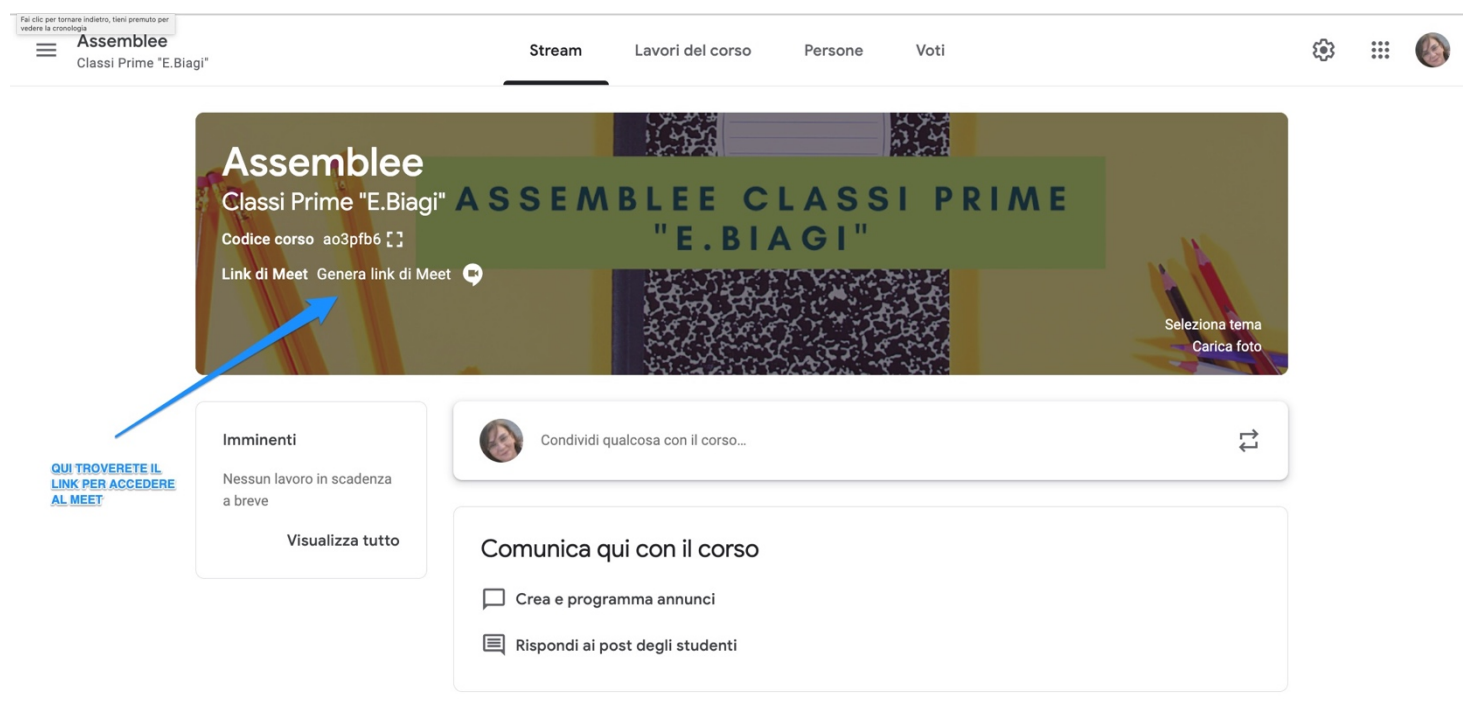 Fai clic per tornare indietro, tieni premuto per
vedere la cronologia
Assemblee
Classi Prime "E.Biagi"
Stream
Lavori del corso
Persone
Voti
Assemblee
Classi Prime "E.Biagi"
Codice corso ao3pfb6
Link di Meet Genera link di Meet
ASSEMBLEE CLASSI PRIME
"E.BIAGI"
Seleziona tema
Carica foto
QUI TROVERETE IL
LINK PER ACCEDERE
AL MEET
Imminenti
Nessun lavoro in scadenza
a breve
Visualizza tutto
Condividi qualcosa con il corso...
Comunica qui con il corso
Crea e programma annunci
Rispondi ai post degli studenti